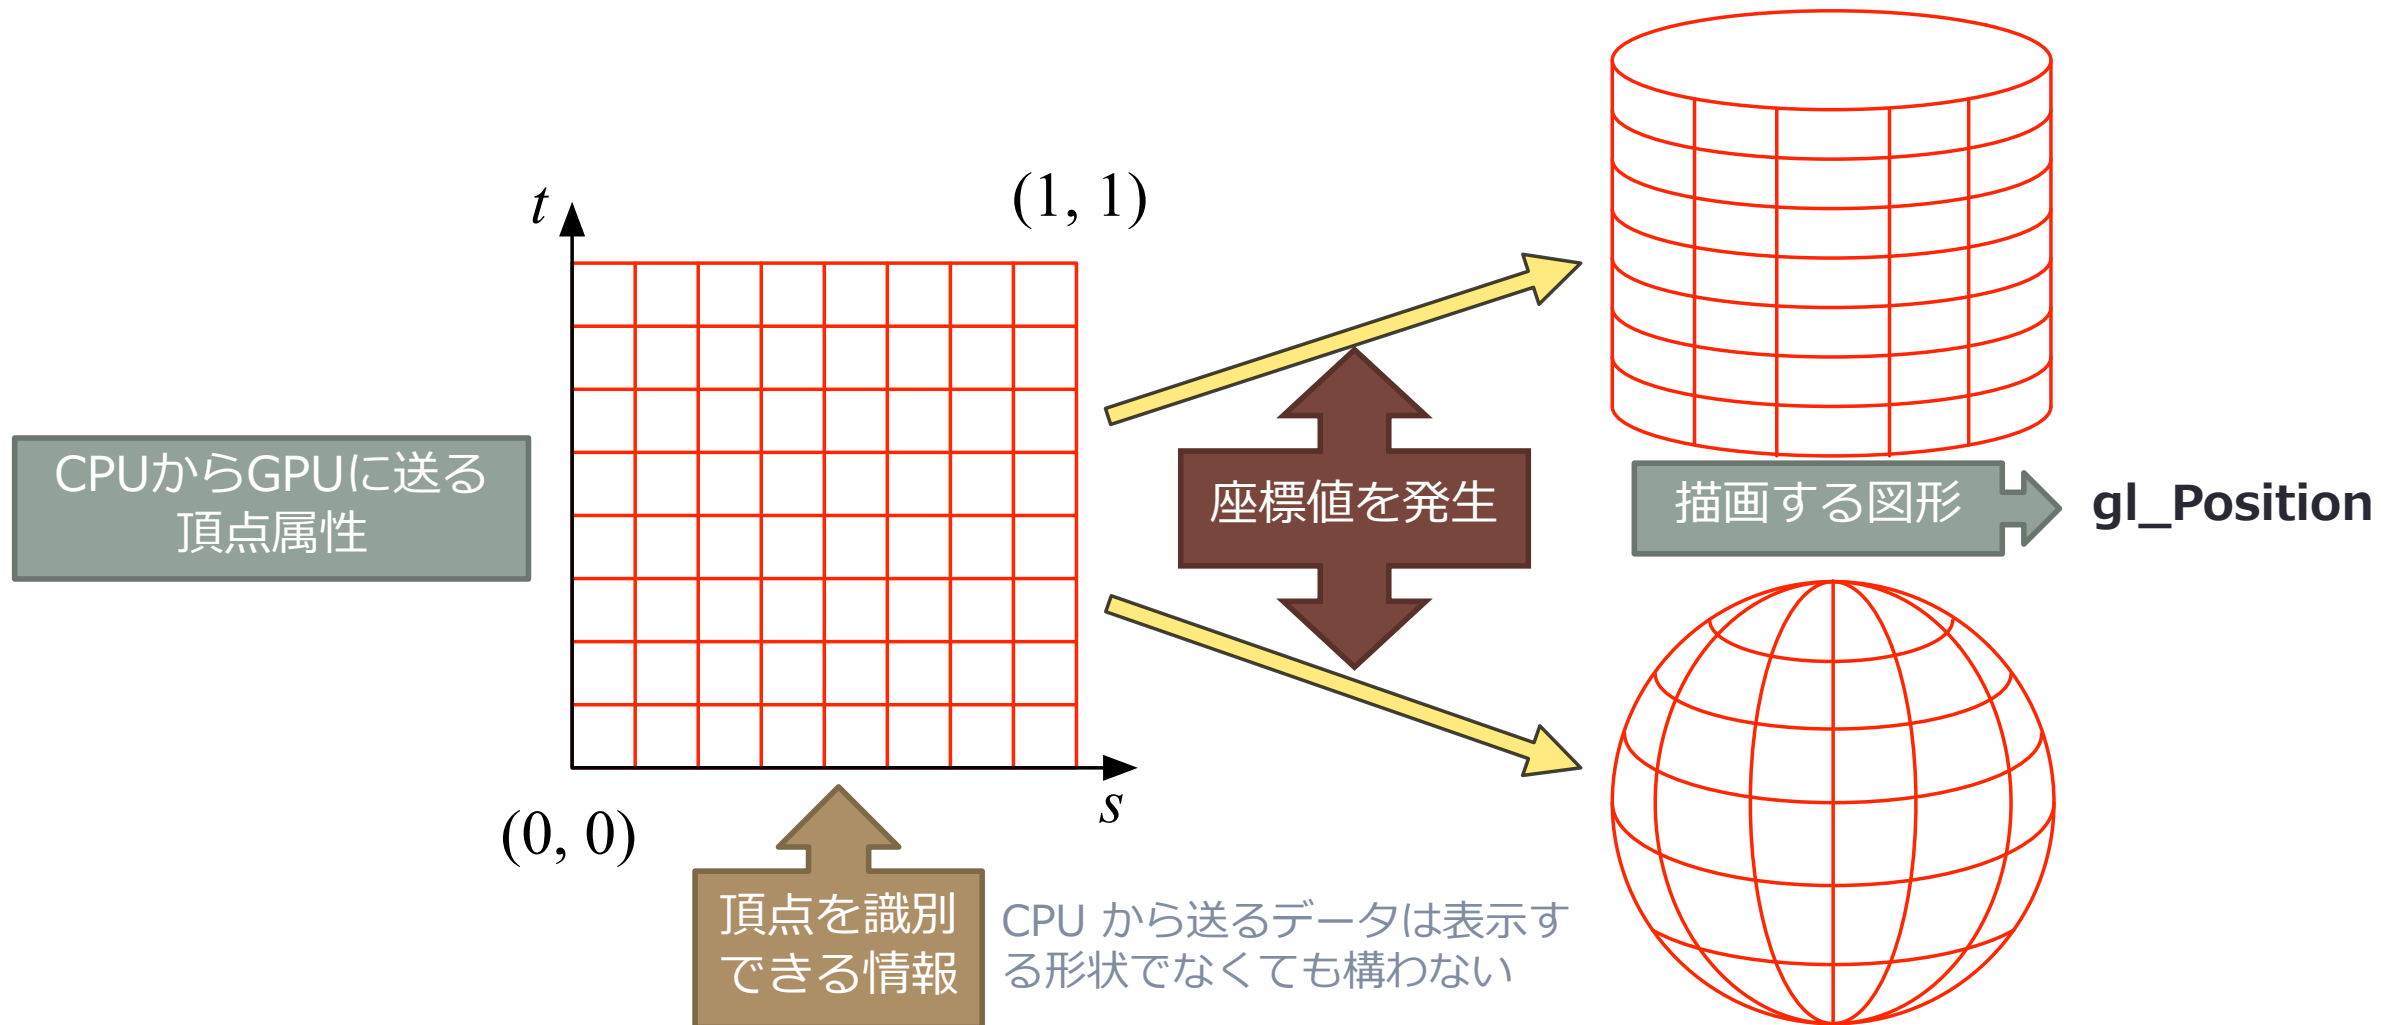 t
(1, 1)
CPUからGPUに送る
頂点属性
座標値を発生
描画する図形
gl_Position
(0, 0)
s
頂点を識別
できる情報
CPU から送るデータは表示す
る形状でなくても構わない